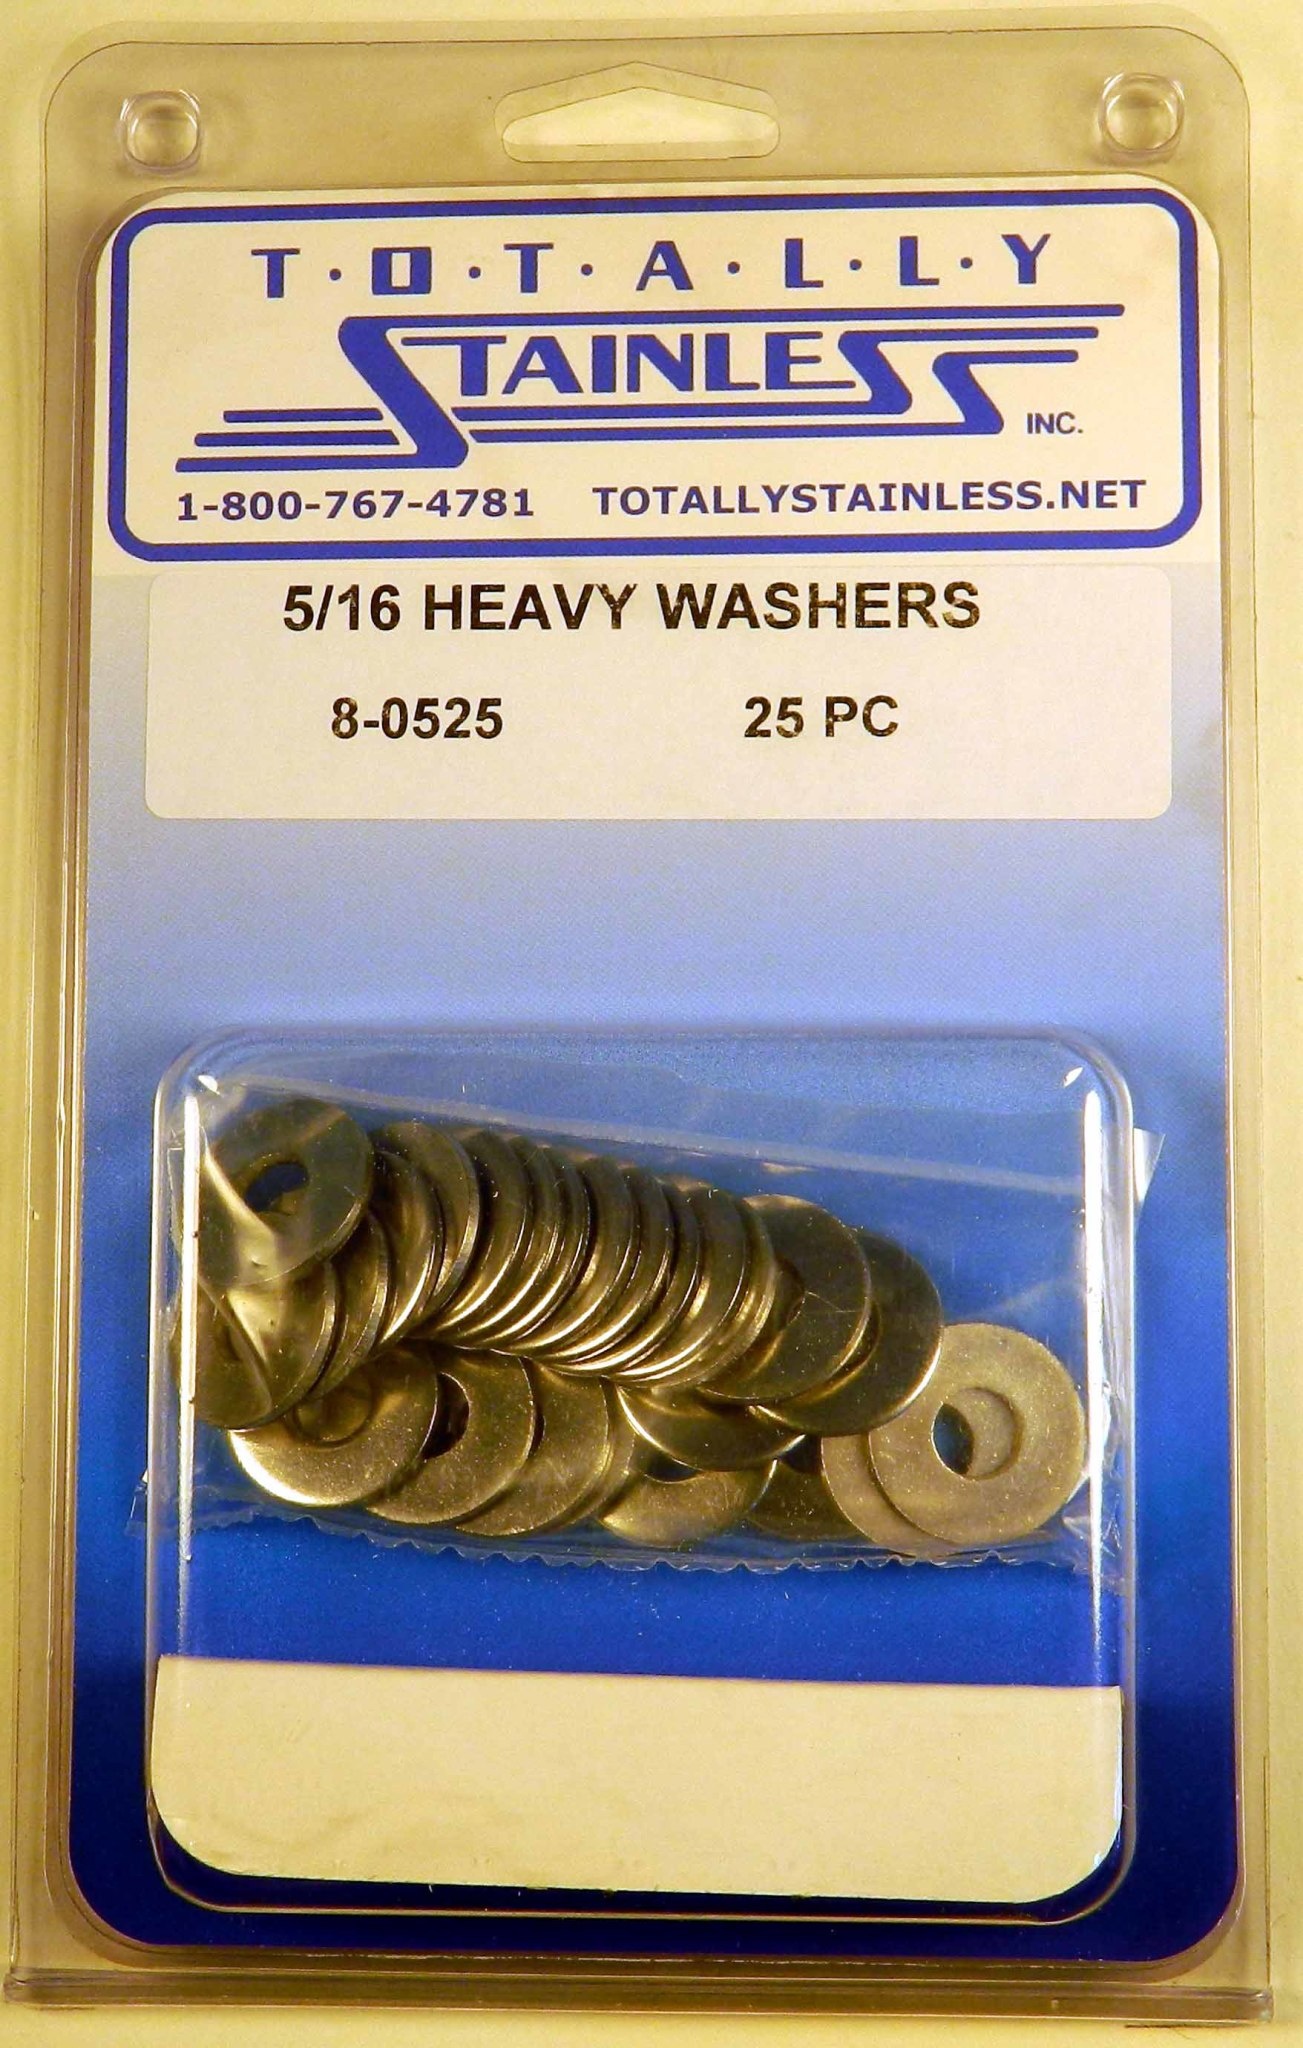 T·O·T·A·L·L·Y
STAINLESS INC.
1-800-767-4781 TOTALLYSTAINLESS.NET
5/16 HEAVY WASHERS
8-0525 25 PC